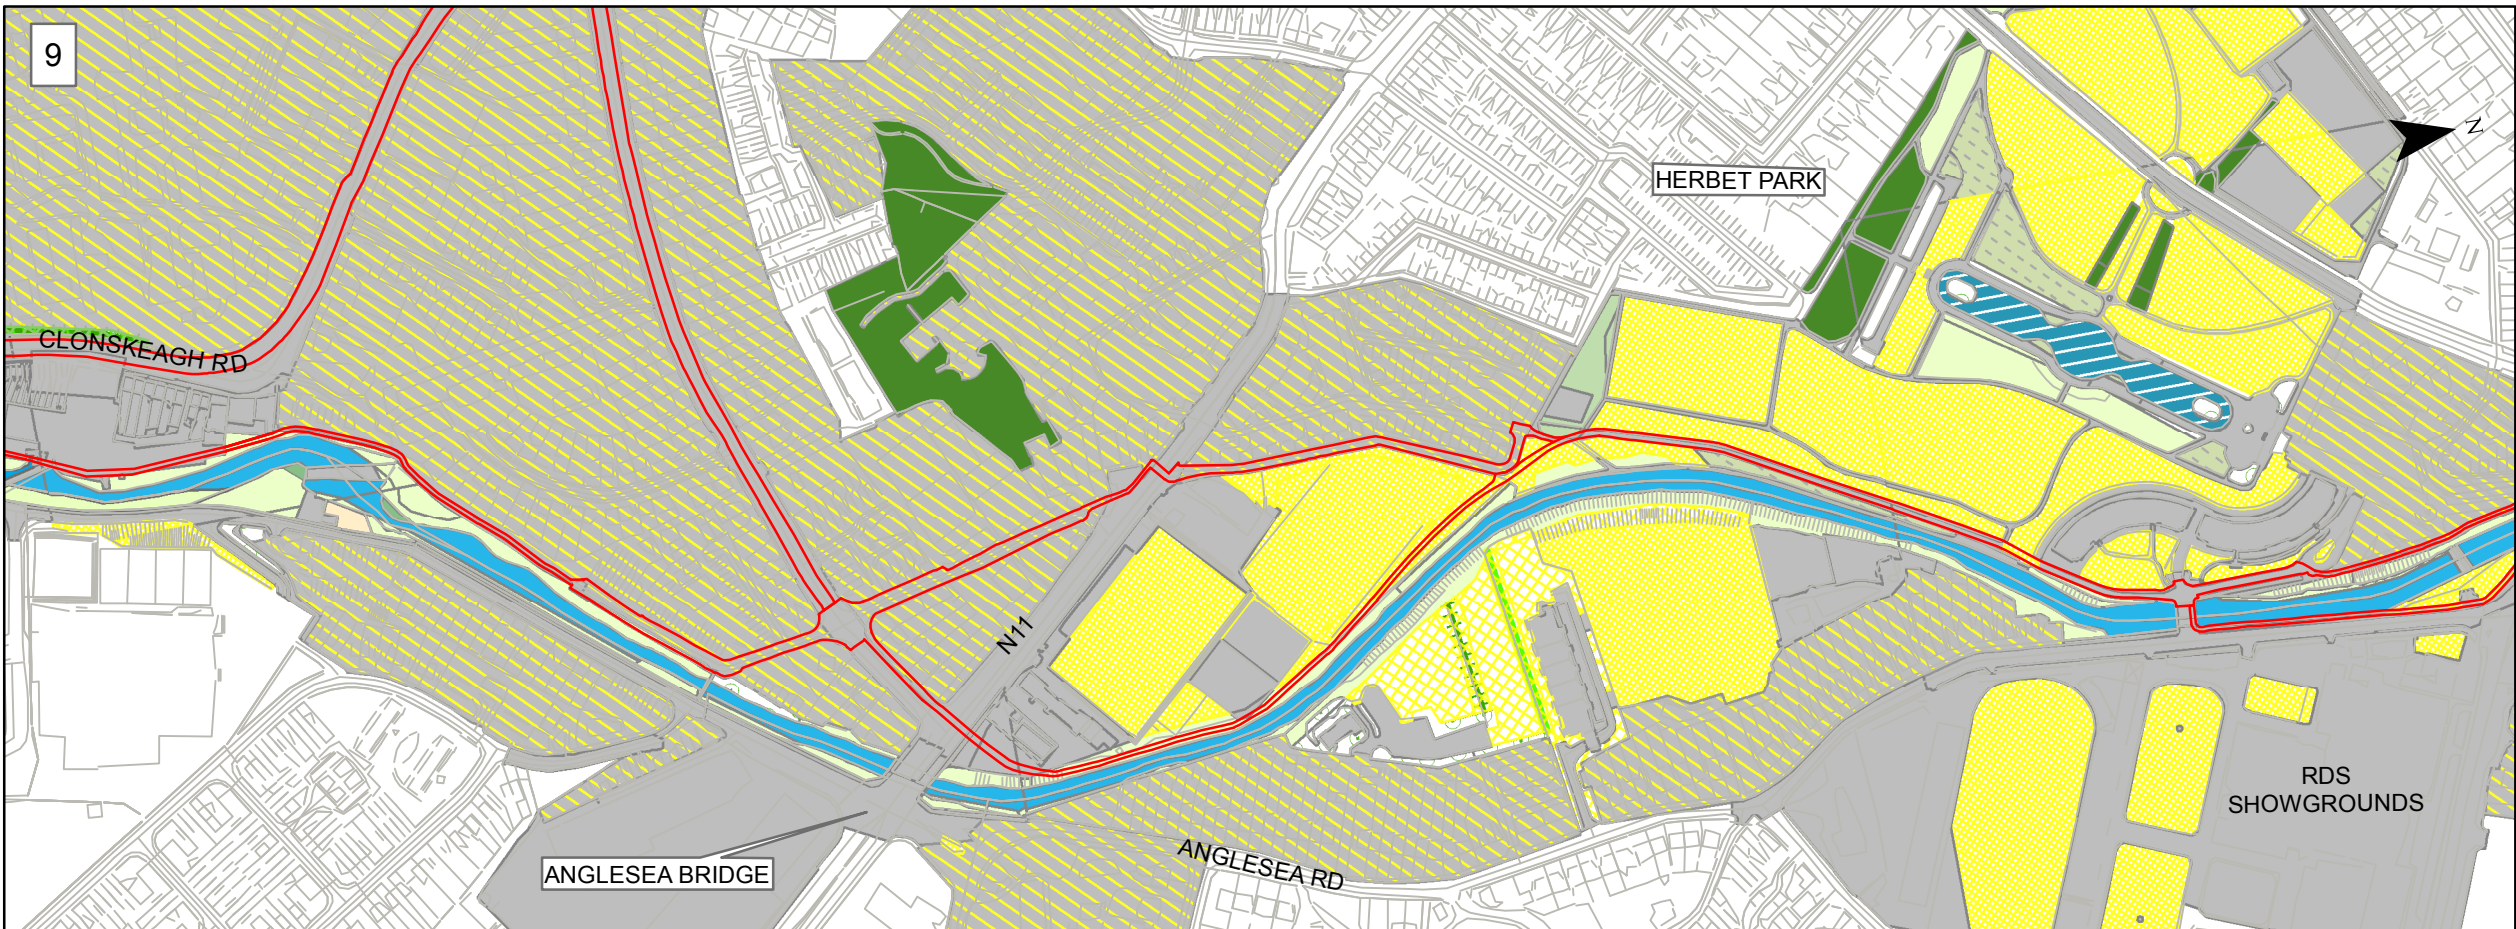 9
N
HERBET PARK
CLONSKEAGH RD
N11
RDS
SHOWGROUNDS
ANGLESEA BRIDGE
ANGLESEA RD